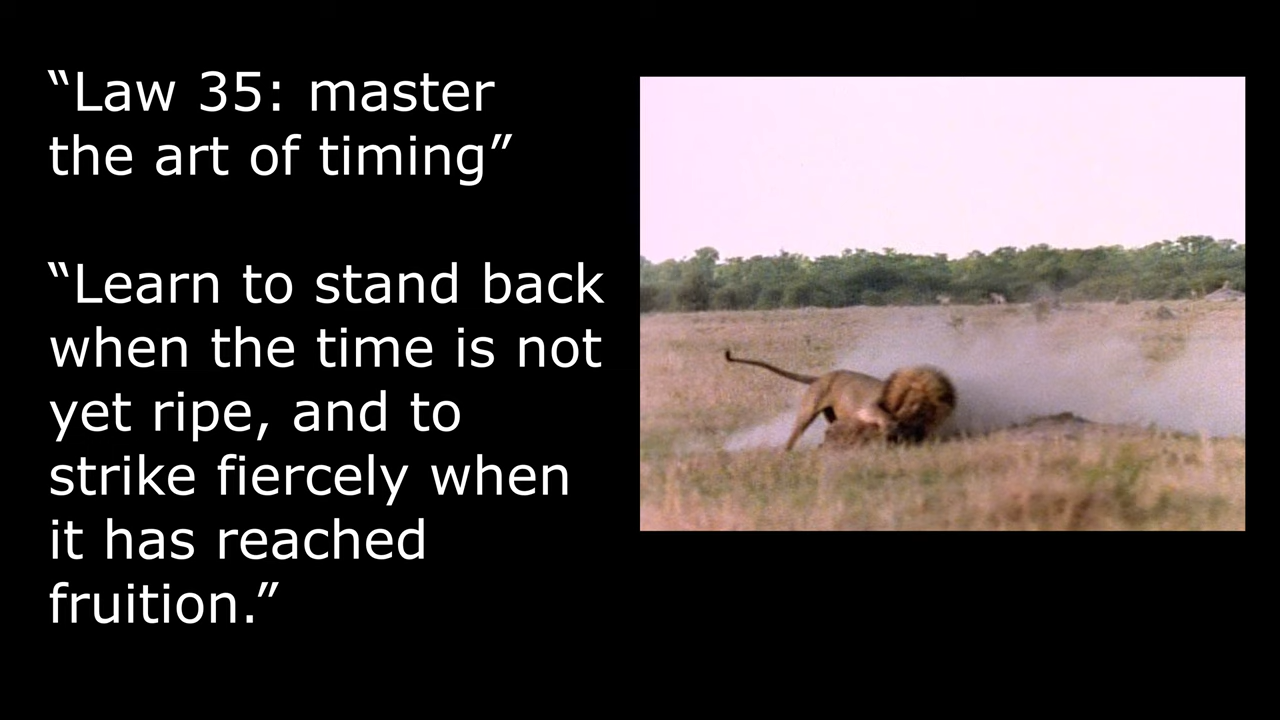 “Law 35: master
the art of timing”
“Learn to stand back
when the time is not
yet ripe, and to
strike fiercely when
it has reached
fruition.”